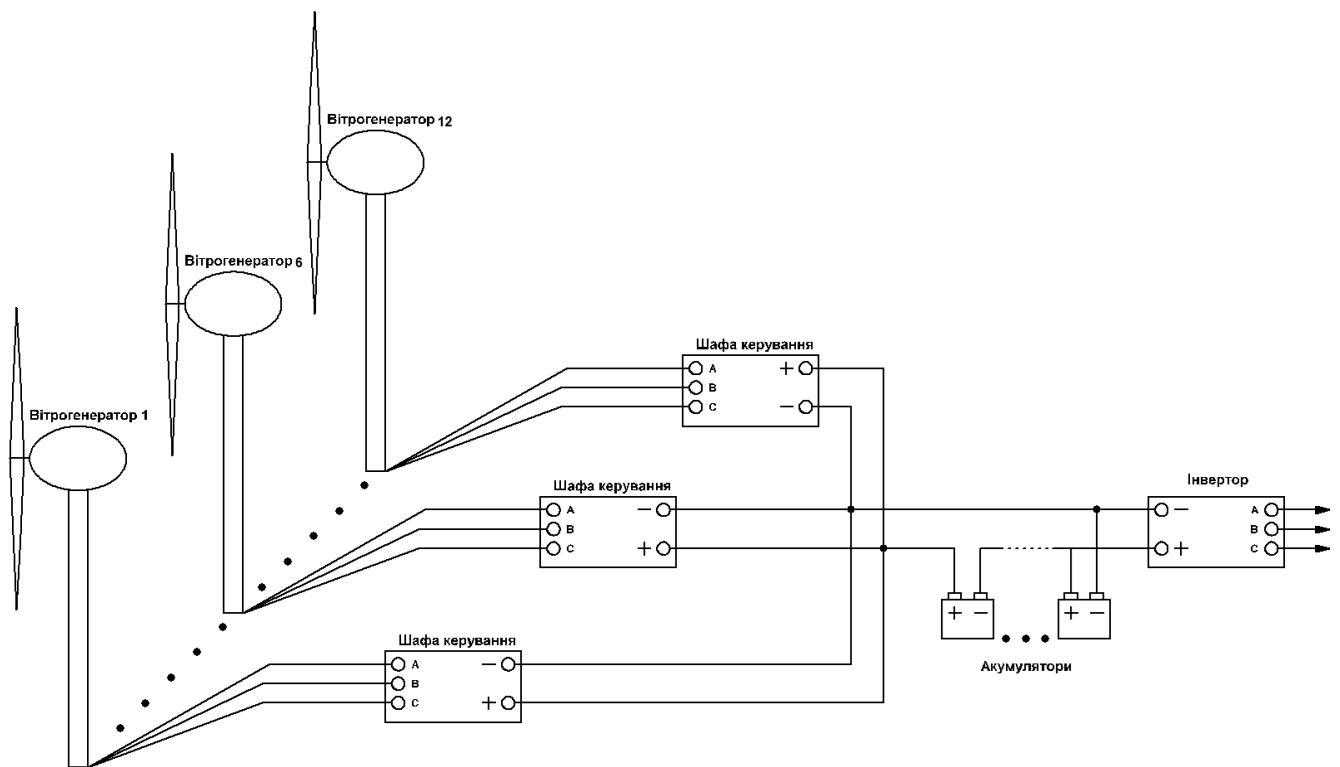 Вітрогенератор 12
Вітрогенератор 6
Вітрогенератор 1
Шафа керування
A +
B
C −
Шафа керування
A −
B
C +
Інвертор
− A
B
+ C
+ − + −
Акумулятори
Шафа керування
A −
B
C +